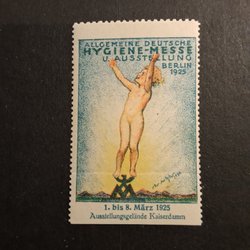 ALLGEMEINE DEUTSCHE
HYGIENE-MESSE
U. AUSSTELLUNG
BERLIN
1925
1. bis 8. März 1925
Ausstellungsgelände Kaiserdamm